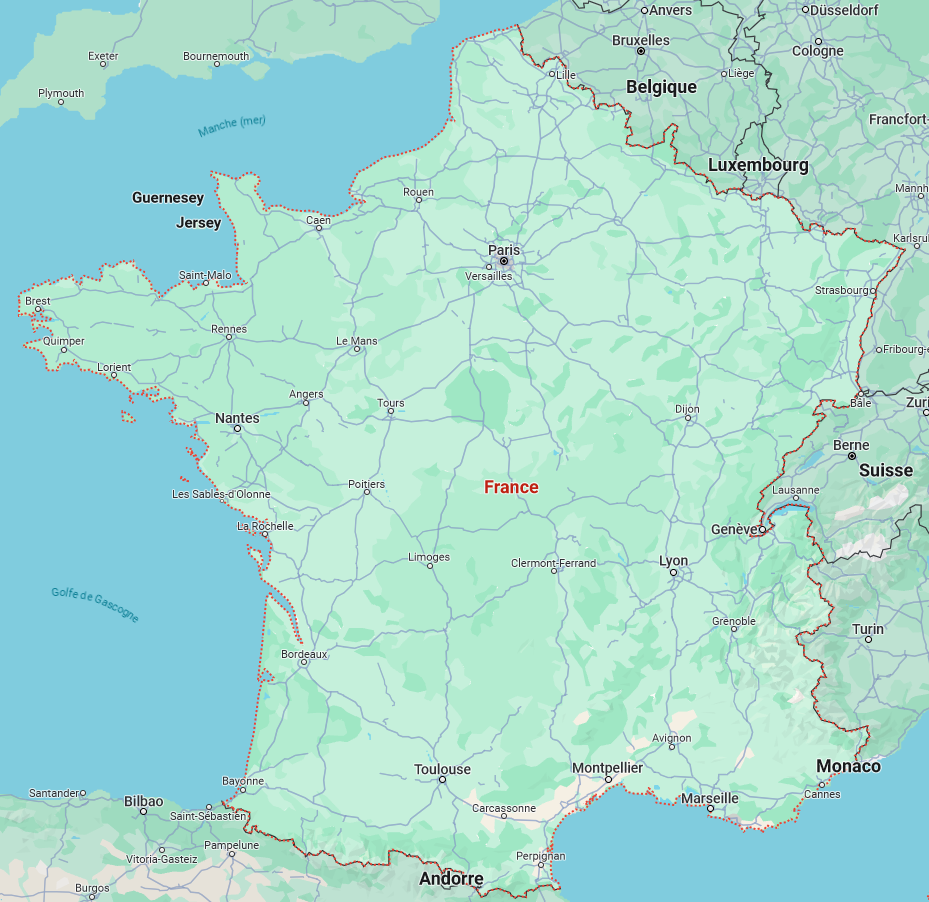 Anvers
Düsseldorf
Bruxelles
Cologne
Exeter
Bournemouth
Lille
Liège
Belgique
Plymouth
Manche (mer)
Francfort-
Luxembourg
Guernesey
Rouen
Mannh
Jersey
Caen
Karlsru
Paris
Saint-Malo
Versailles
Strasbourg
Brest
Rennes
Quimper
Le Mans
Fribourg-e
Lorient
Angers
Tours
Bâle
Zuri
Nantes
Dijon
Berne
Suisse
Poitiers
France
Lausanne
Les Sables-d'Olonne
La Rochelle
Genève
Limoges
Clermont-Ferrand
Lyon
Golfe de Gascogne
Grenoble
Turin
Bordeaux
Avignon
Toulouse
Montpellier
Monaco
Bayonne
Santander
Bilbao
Marseille
Cannes
Saint-Sébastien
Carcassonne
Pampelune
Vitoria-Gasteiz
Perpignan
Andorre
Burgos